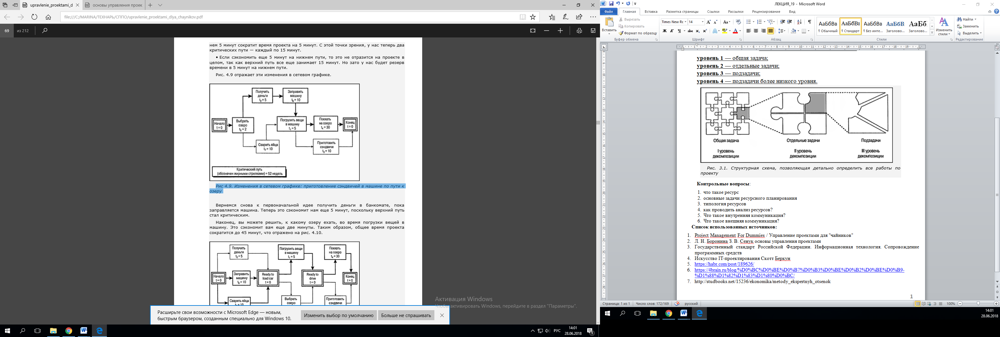 upravlenie_proektami_d
основы управления проек
file:///C:/MARINA/ТЕХНАРЬ/СППО/upravlenie_proektami_dlya_chaynikov.pdf
69 из 212
нем 5 минут сократит время проекта на 5 минут. С этой точки зрения, у нас теперь два
критических пути — каждый по 15 минут.
• Если сэкономить еще 5 минут на нижнем пути, то это не отразится на проекте в
целом, так как верхний путь все еще занимает 15 минут. Но зато у нас будет резерв
времени в 5 минут на нижнем пути.
Рис. 4.9 отражает эти изменения в сетевом графике.
Получить
деньги
t₂ = 5
Заправить
машину
t₆ = 10
Начало
t = 0
Выбрать
озеро
t₅ = 2
Погрузить вещи
в машину
t₁ = 5
Поехать
на озеро
t₄ = 30
Конец
t = 0
Сварить яйца
t₇ = 10
Приготовить
сэндвичи
t₃ = 10
Критический путь
(обозначен жирными стрелками) = 52 недель
Рис 4.9. Изменения в сетевом графике: приготовление сэндвичей в машине по пути к
озеру
Вернемся снова к первоначальной идее получить деньги в банкомате, пока
заправляется машина. Теперь это сэкономит нам еще 5 минут, поскольку верхний путь
стал критическим.
Наконец, вы можете решить, к какому озеру ехать, во время погрузки вещей в
машину. Это сэкономит вам еще две минуты. Таким образом, общее время проекта
сократится до 45 минут, что отражено на рис. 4.10.
Получить
деньги
t₂ = 5
Погрузить вещи
в машину
t₁ = 5
Поехать
на озеро
t₄ = 30
Начало
t = 0
Заправить
машину
t₆ = 10
Ready to
load car
t = 0
Ready to
drive
t = 0
Конец
t = 0
Сварить яйца
Выбрать
озеро
Приготовить
сэндвичи
Активация Windows
Чтобы активировать Windows, перейдите в раздел "Параметры".
Расширьте свои возможности с Microsoft Edge — новым,
быстрым браузером, созданным специально для Windows 10.
Изменить выбор по умолчанию
Больше не спрашивать
РУС
14:01
28.06.2018
1
ЛЕКЦИЯ_19 - Microsoft Word
Файл Главная Вставка Разметка страницы Ссылки Рассылки Рецензирование Вид
Вставить
Вырезать
Копировать
Формат по образцу
Буфер обмена
Times New Rc 14
Шрифт
Абзац
АаБбВв АаБбВв АаБбВв АаБбВ АаБб
¶ Обычный ¶ Стандарт ¶ Без инте... Заголово... Заголово...
Изменить
стили
Стили
Найти
Заменить
Выделить
Редактирование
уровень 1 — общая задача;
уровень 2 — отдельные задачи;
уровень 3 — подзадачи;
уровень 4 — подзадачи более низкого уровня.
Общая задача Отдельные задачи Подзадачи
I уровень II уровень III уровень
декомпозиции декомпозиции декомпозиции
Рис. 3.1. Структурная схема, позволяющая детально определить все работы по
проекту
Контрольные вопросы:
1. что такое ресурс
2. основные задачи ресурсного планирования
3. типология ресурсов
4. как проводить анализ ресурсов?
5. Что такое внутренняя коммуникация?
6. Что такое внешняя коммуникация?
Список использованных источников:
1. Project Management For Dummies / Управление проектами для "чайников"
2. Л. Н. Боронина З. В. Сенук основы управления проектами
3. Государственный стандарт Российской Федерации. Информационная технология. Сопровождение
программных средств
4. Искусство IT-проектирования Скотт Беркун
5. https://habr.com/post/189626/
6. https://4brain.ru/blog/%D0%BC%D0%BE%D0%B7%D0%B3%D0%BE%D0%B2%D0%BE%D0%B9-
%D1%88%D1%82%D1%83%D1%80%D0%BC/
7. http://studbooks.net/15236/ekonomika/metody_ekspertnyh_otsenok
1
Страница: 1 из 1 Число слов: 172/169 русский 100%
14:01
28.06.2018